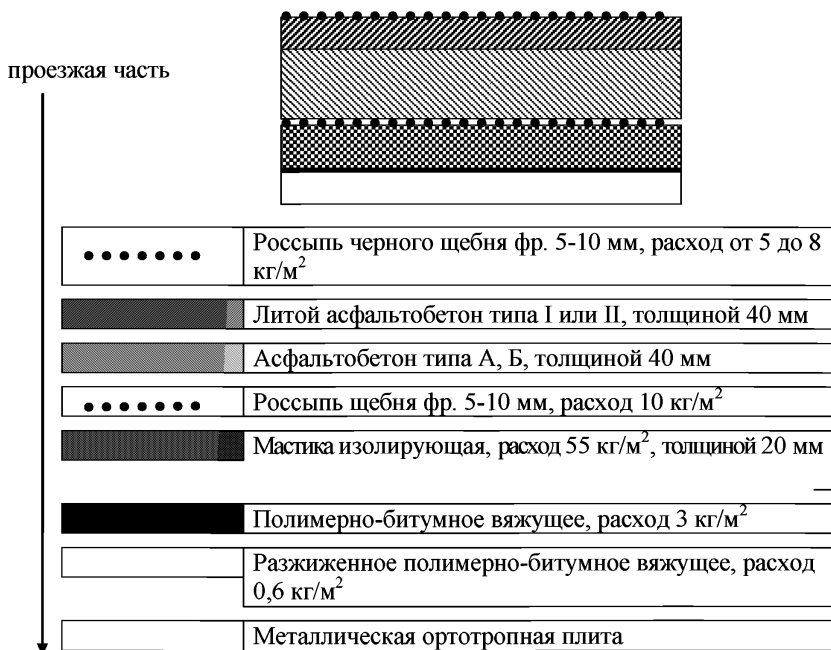 проезжая часть
Россыпь черного щебня фр. 5-10 мм, расход от 5 до 8
кг/м²
Литой асфальтобетон типа I или II, толщиной 40 мм
Асфальтобетон типа А, Б, толщиной 40 мм
Россыпь щебня фр. 5-10 мм, расход 10 кг/м²
Мастика изолирующая, расход 55 кг/м², толщиной 20 мм
Полимерно-битумное вяжущее, расход 3 кг/м²
Разжиженное полимерно-битумное вяжущее, расход
0,6 кг/м²
Металлическая ортотропная плита